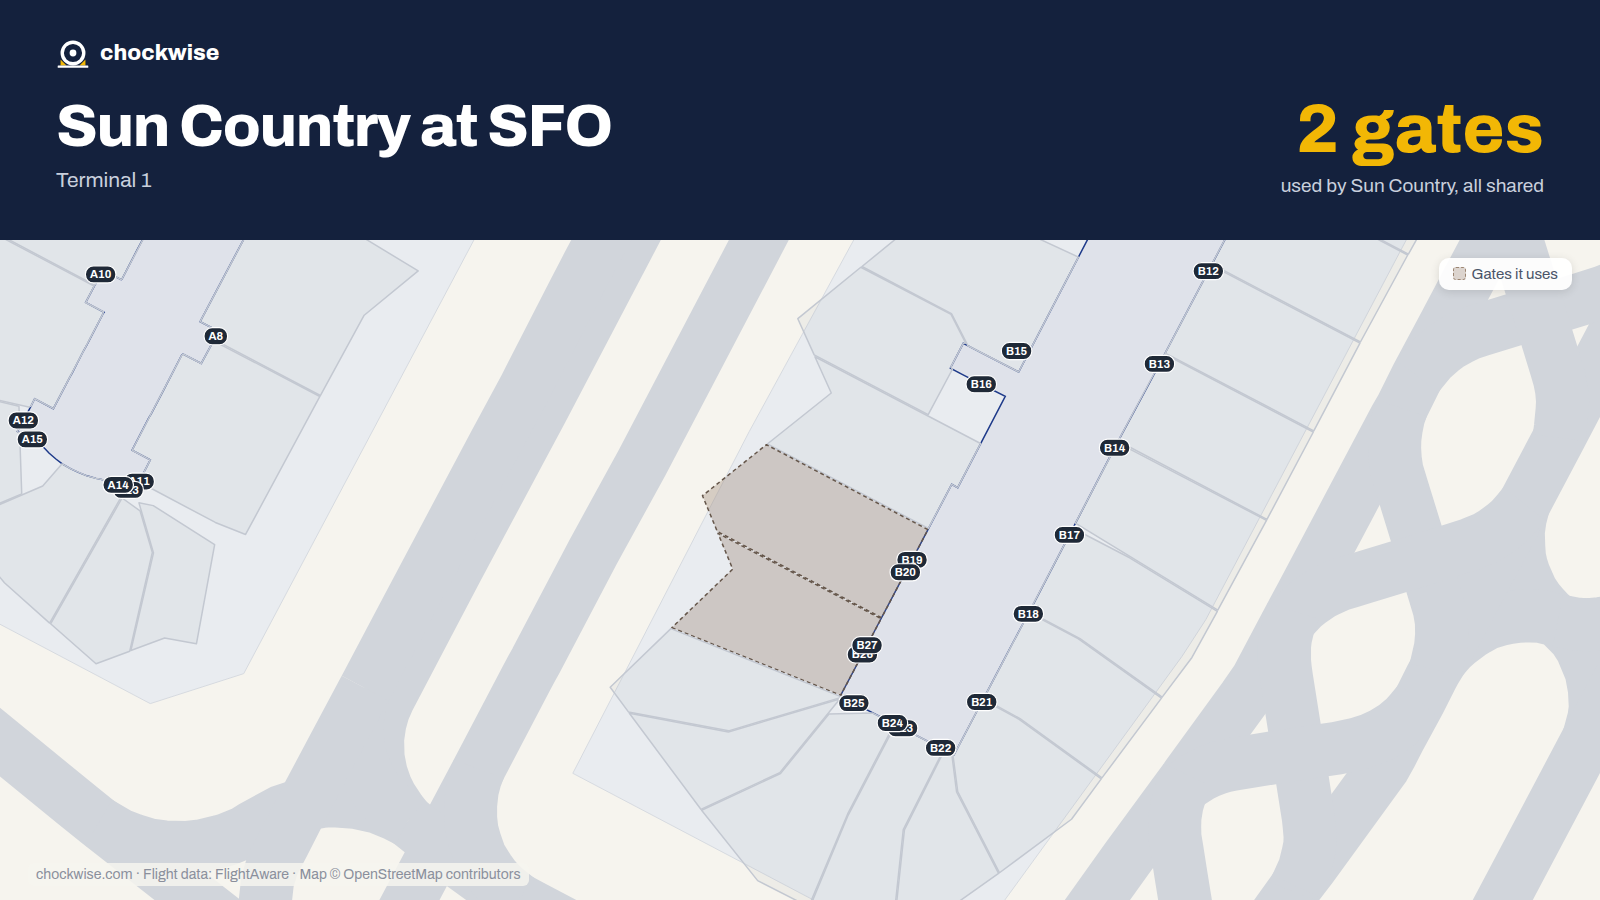 chockwise
Sun Country at SFO
Terminal 1
2 gates
used by Sun Country, all shared
Gates it uses
A10
A8
A12
A15
A14
B12
B15
B13
B16
B14
B17
B19
B20
B18
B27
B25
B21
B24
B22
chockwise.com · Flight data: FlightAware · Map © OpenStreetMap contributors